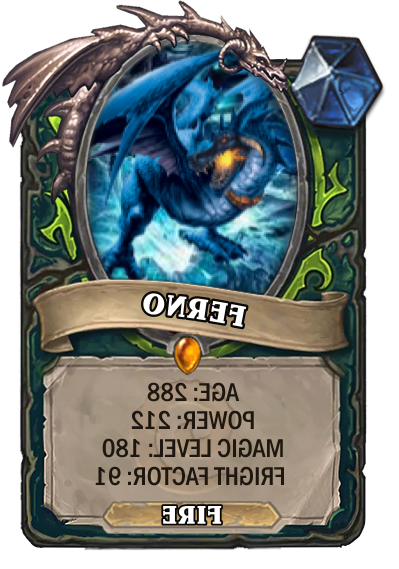 FERNO
AGE: 288
POWER: 212
MAGIC LEVEL: 180
FRIGHT FACTOR: 91
FIRE